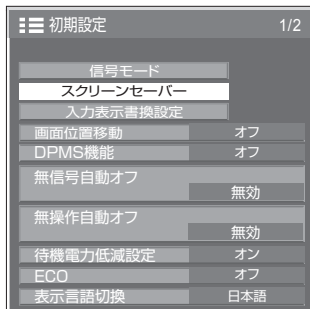 初期設定 1/2
信号モード
スクリーンセーバー
入力表示書換設定
画面位置移動 オフ
DPMS機能 オフ
無信号自動オフ
無効
無操作自動オフ
無効
待機電力低減設定 オン
ECO オフ
表示言語切換 日本語